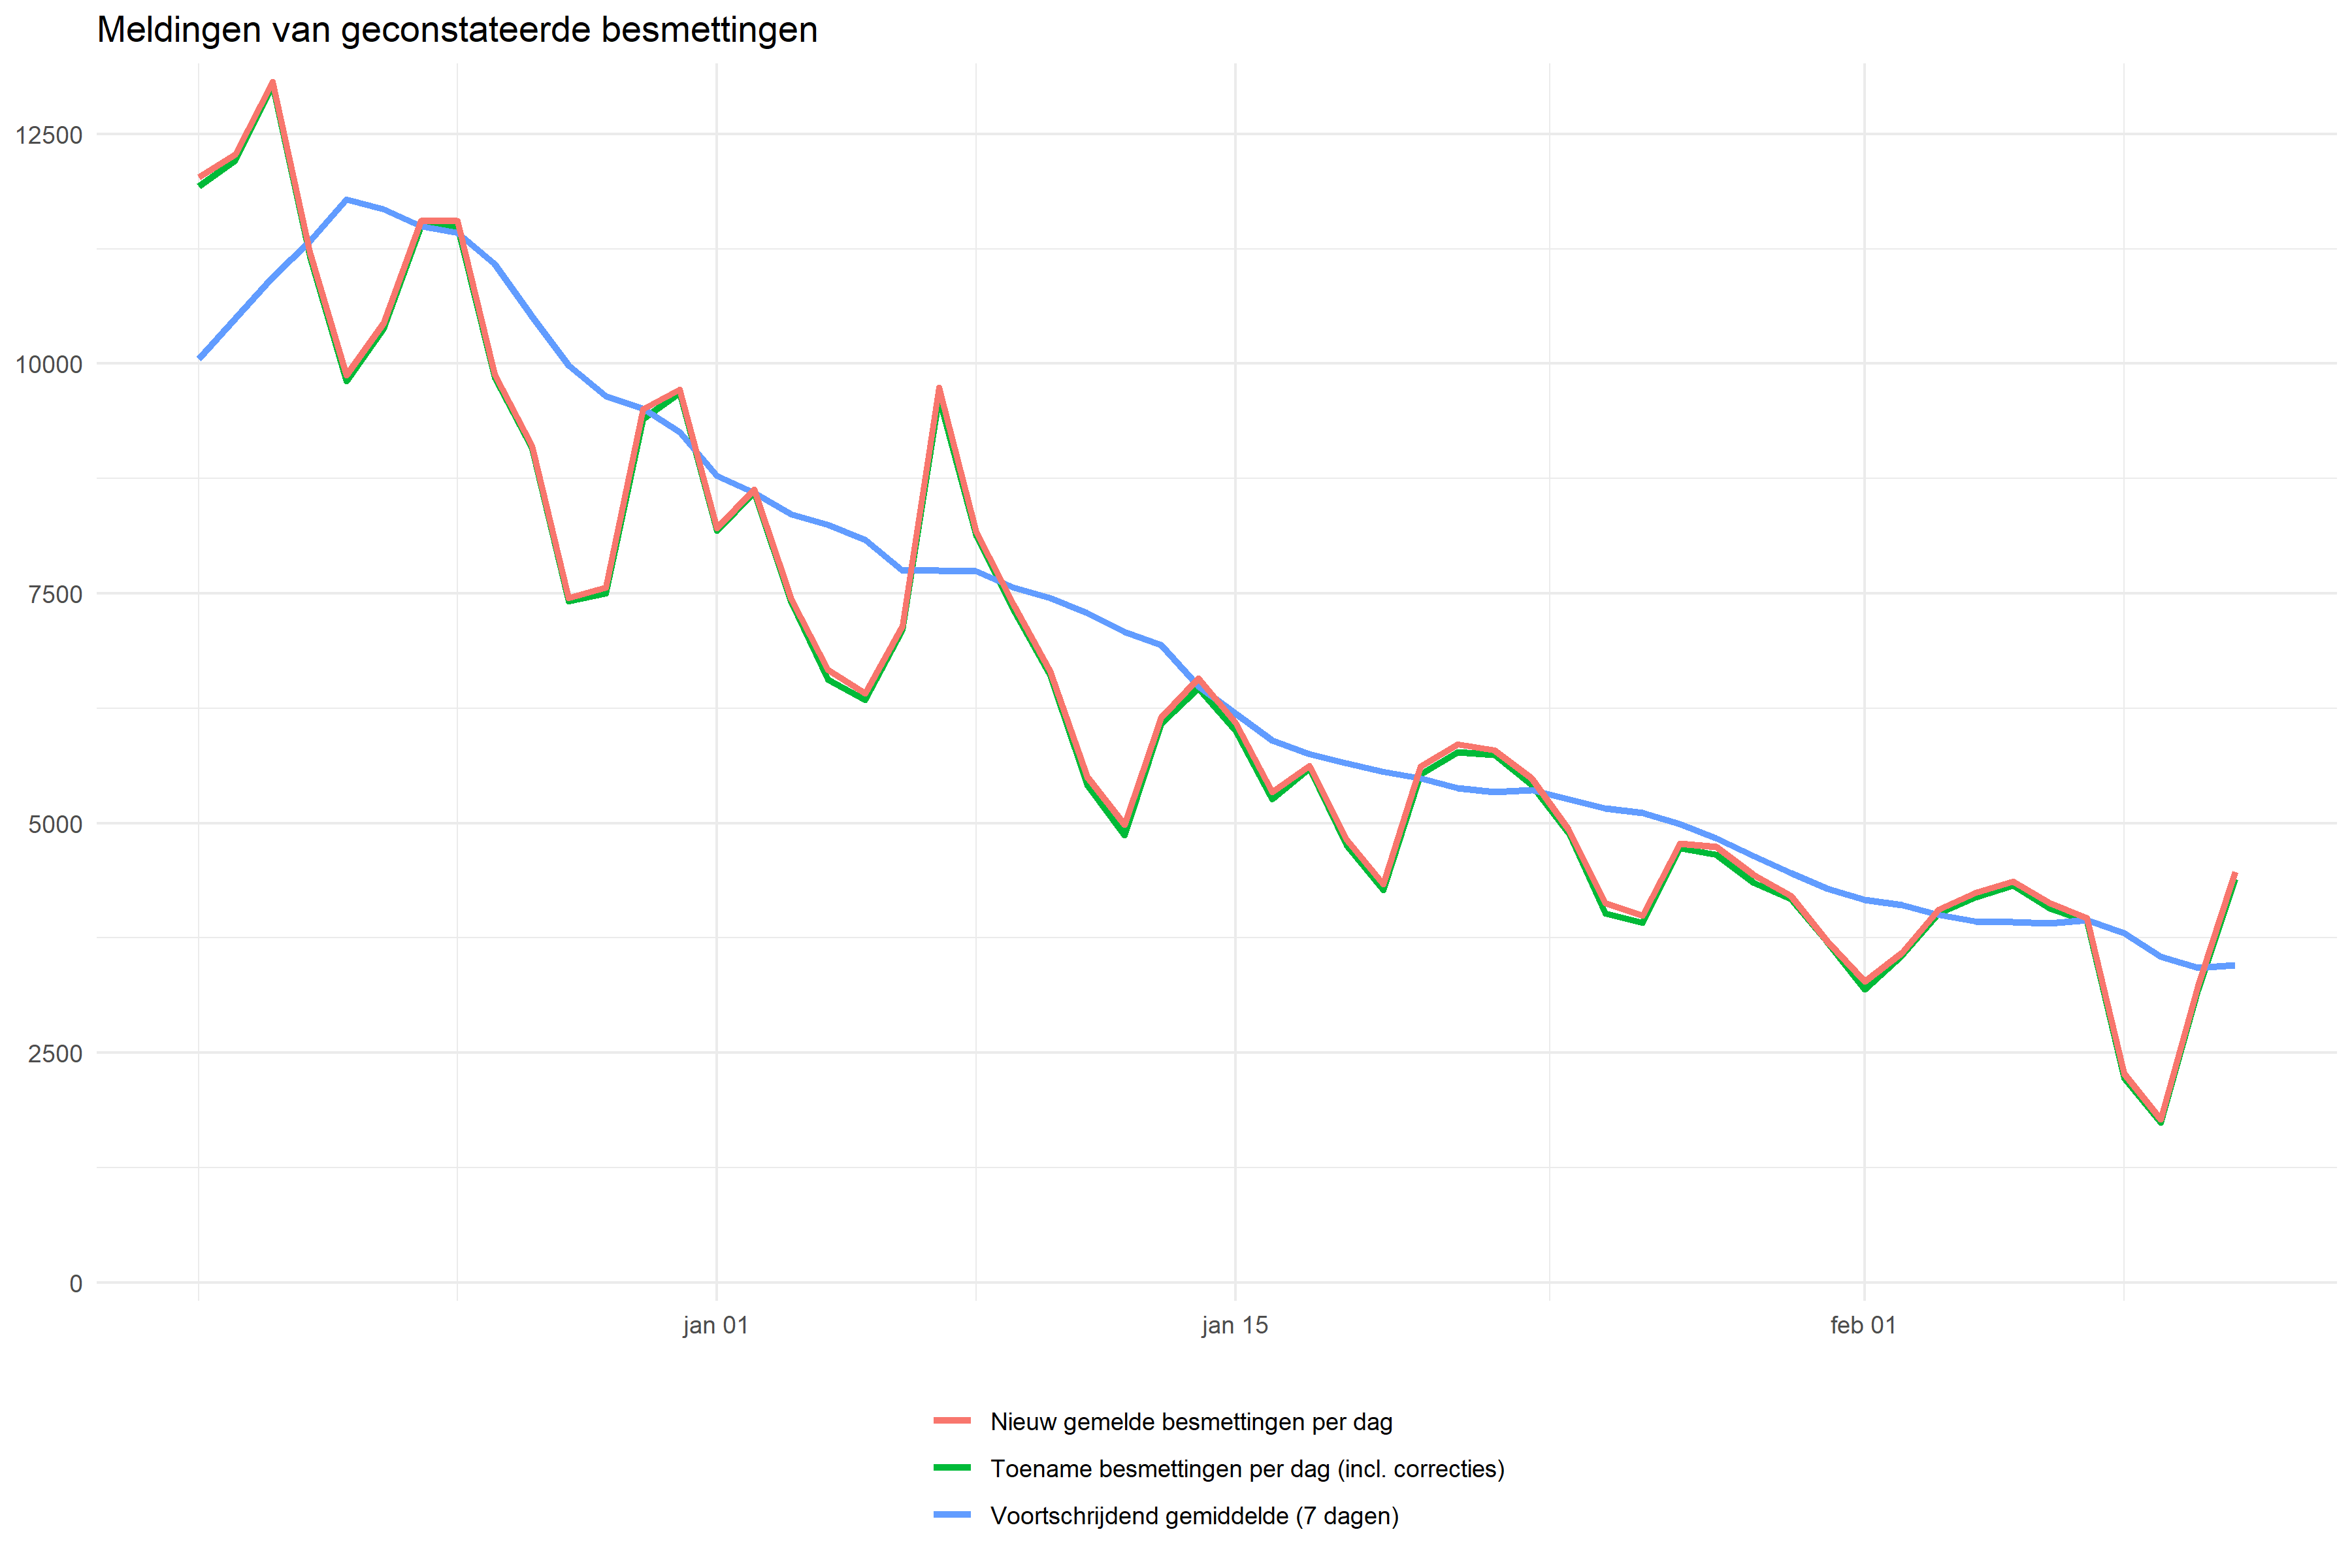 Meldingen van geconstateerde besmettingen
12500
10000
7500
5000
2500
0
jan 01
jan 15
feb 01
Nieuw gemelde besmettingen per dag
Toename besmettingen per dag (incl. correcties)
Voortschrijdend gemiddelde (7 dagen)